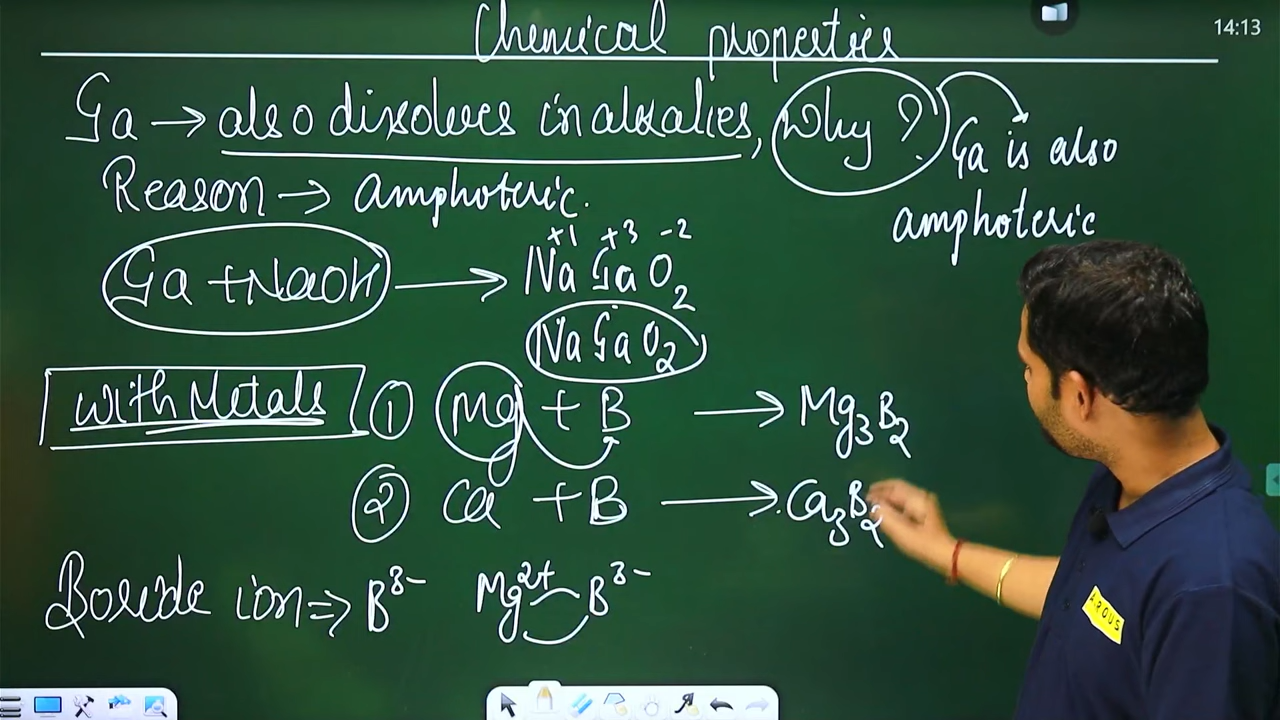 Chemical properties
14:13
Ga → also dissolves in alkalies, Why ?
Ga is also
amphoteric
Reason → amphoteric.
+1 +3 -2
Ga + NaOH → NaGaO₂
NaGaO₂
With Metals ① Mg + B → Mg₃B₂
② Ca + B → Ca₃B₂
Boride ion ⇒ B³⁻ Mg²⁺ B³⁻
ARJUS